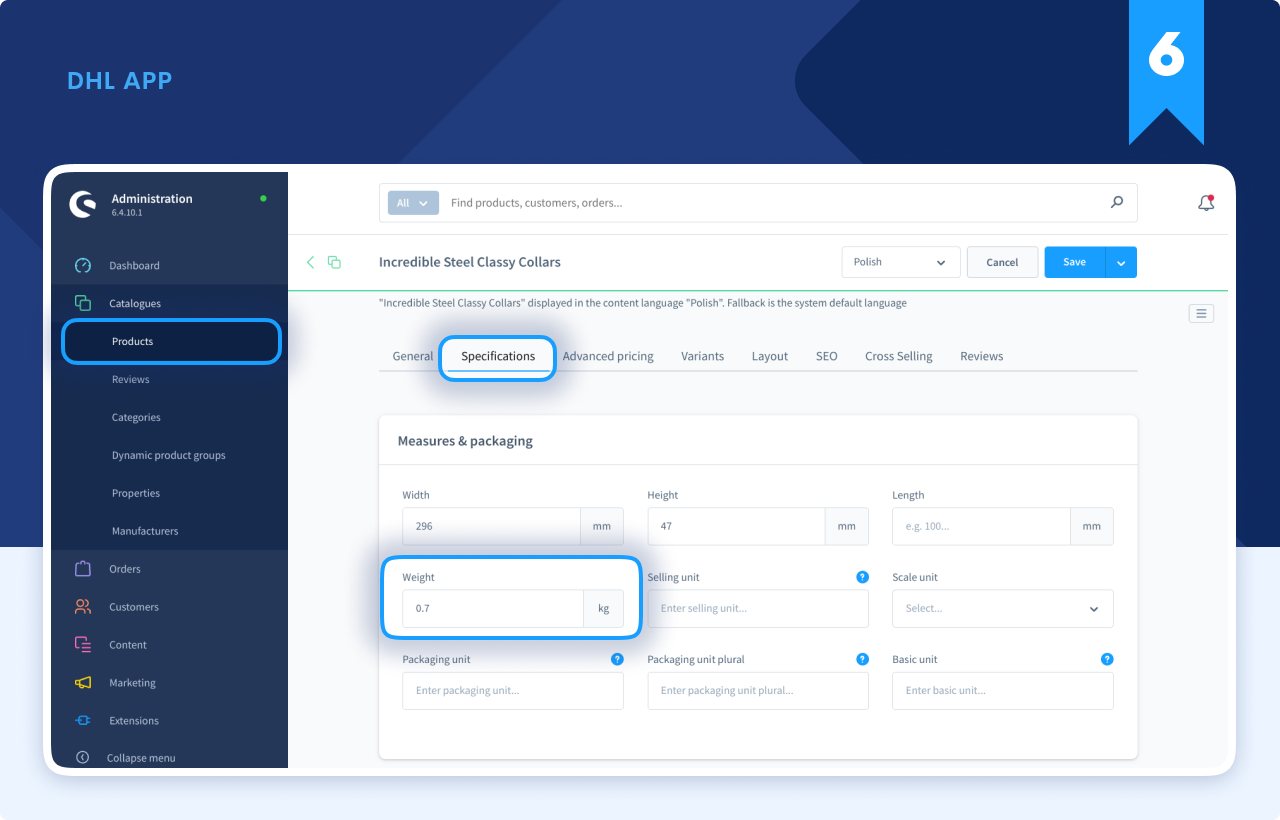 DHL APP
6
Administration
6.4.10.1
All
Find products, customers, orders...
Dashboard
Catalogues
Products
Reviews
Categories
Dynamic product groups
Properties
Manufacturers
Orders
Customers
Content
Marketing
Extensions
Collapse menu
Incredible Steel Classy Collars
Polish
Cancel
Save
"Incredible Steel Classy Collars" displayed in the content language "Polish". Fallback is the system default language
General Specifications Advanced pricing Variants Layout SEO Cross Selling Reviews
Measures & packaging
Width Height Length
296 mm 47 mm e.g. 100... mm
Weight Selling unit ? Scale unit
0.7 kg Enter selling unit... Select...
Packaging unit ? Packaging unit plural ? Basic unit ?
Enter packaging unit... Enter packaging unit plural... Enter basic unit...